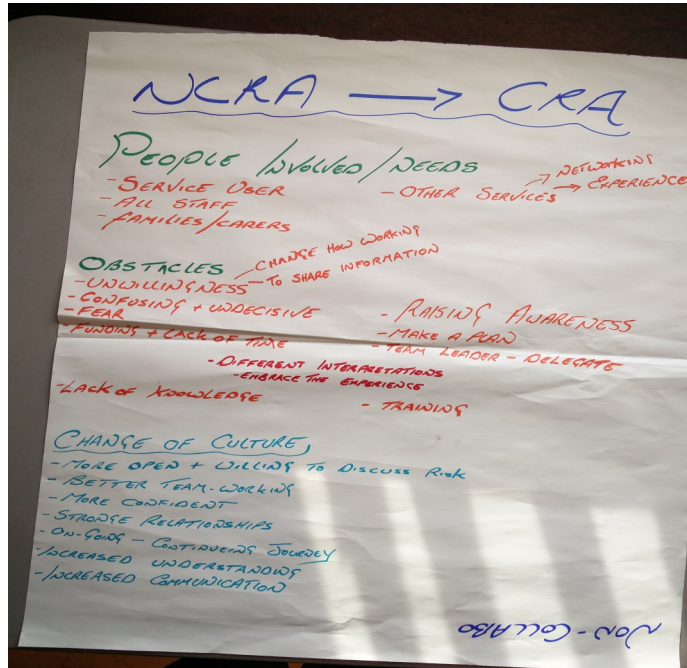 NCRA → CRA
PEOPLE INVOLVED/NEEDS
- SERVICE USER
- ALL STAFF
- FAMILIES/CARERS
- OTHER SERVICES → NETWORKING
→ EXPERIENCE
OBSTACLES
- UNWILLINGNESS - CHANGE HOW WORKING
- TO SHARE INFORMATION
- CONFUSING + UNDECISIVE
- FEAR
- FUNDING + LACK OF TIME
- RAISING AWARENESS
- MAKE A PLAN
- TEAM LEADER - DELEGATE
- DIFFERENT INTERPRETATIONS
- EMBRACE THE EXPERIENCE
- LACK OF KNOWLEDGE
- TRAINING
CHANGE OF CULTURE,
- MORE OPEN + WILLING TO DISCUSS RISK
- BETTER TEAM-WORKING
- MORE CONFIDENT
- STRONGE RELATIONSHIPS
- ON-GOING - CONTINUEING JOURNEY
- INCREASED UNDERSTANDING
- INCREASED COMMUNICATION
NON-COLLABO